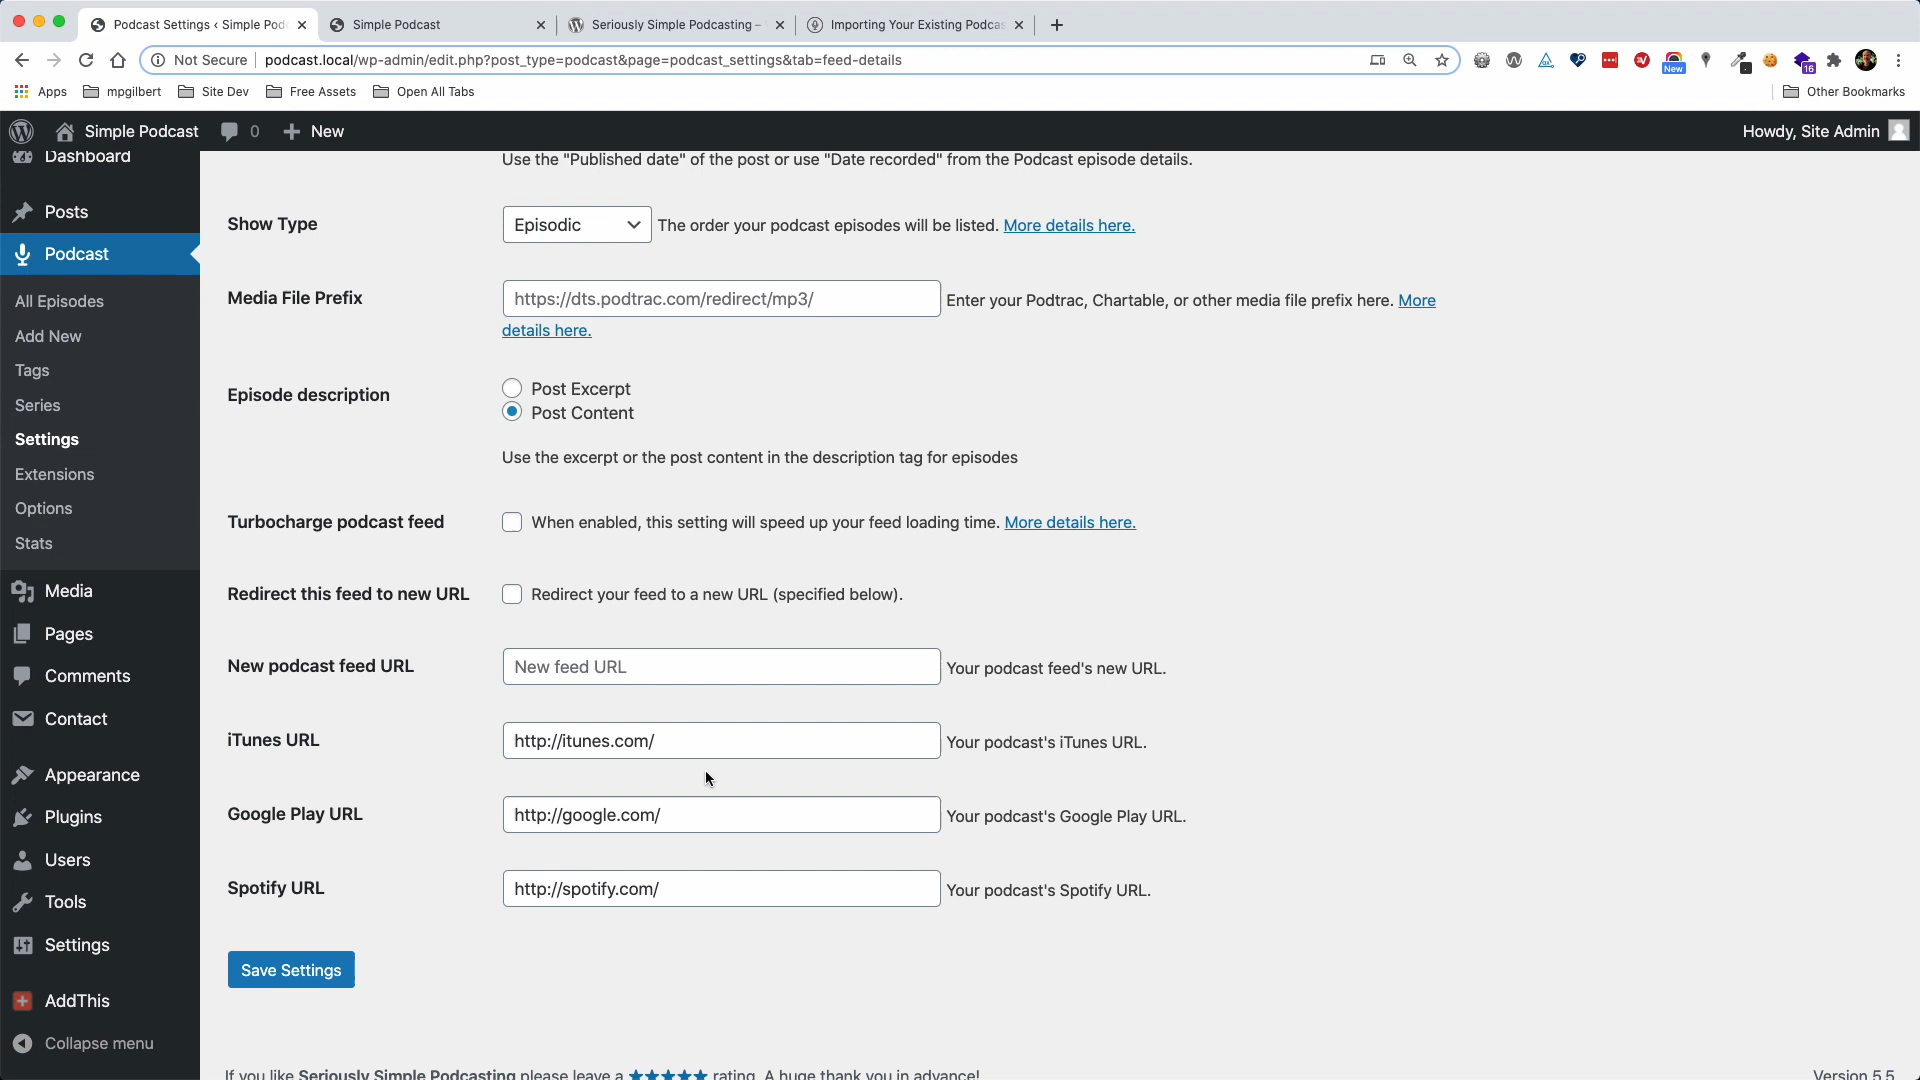 Podcast Settings ‹ Simple Pod
Simple Podcast
Seriously Simple Podcasting –
Importing Your Existing Podca
Not Secure
podcast.local/wp-admin/edit.php?post_type=podcast&page=podcast_settings&tab=feed-details
New
16
Apps
mpgilbert
Site Dev
Free Assets
Open All Tabs
Other Bookmarks
Simple Podcast
0
New
Howdy, Site Admin
Dashboard
Posts
Podcast
All Episodes
Add New
Tags
Series
Settings
Extensions
Options
Stats
Media
Pages
Comments
Contact
Appearance
Plugins
Users
Tools
Settings
AddThis
Collapse menu
Use the "Published date" of the post or use "Date recorded" from the Podcast episode details.
Show Type
Episodic
The order your podcast episodes will be listed. More details here.
Media File Prefix
https://dts.podtrac.com/redirect/mp3/
Enter your Podtrac, Chartable, or other media file prefix here. More
details here.
Episode description
Post Excerpt
Post Content
Use the excerpt or the post content in the description tag for episodes
Turbocharge podcast feed
When enabled, this setting will speed up your feed loading time. More details here.
Redirect this feed to new URL
Redirect your feed to a new URL (specified below).
New podcast feed URL
New feed URL
Your podcast feed's new URL.
iTunes URL
http://itunes.com/
Your podcast's iTunes URL.
Google Play URL
http://google.com/
Your podcast's Google Play URL.
Spotify URL
http://spotify.com/
Your podcast's Spotify URL.
Save Settings
If you like Seriously Simple Podcasting please leave a ★★★★★ rating. A huge thank you in advance!
Version 5.5